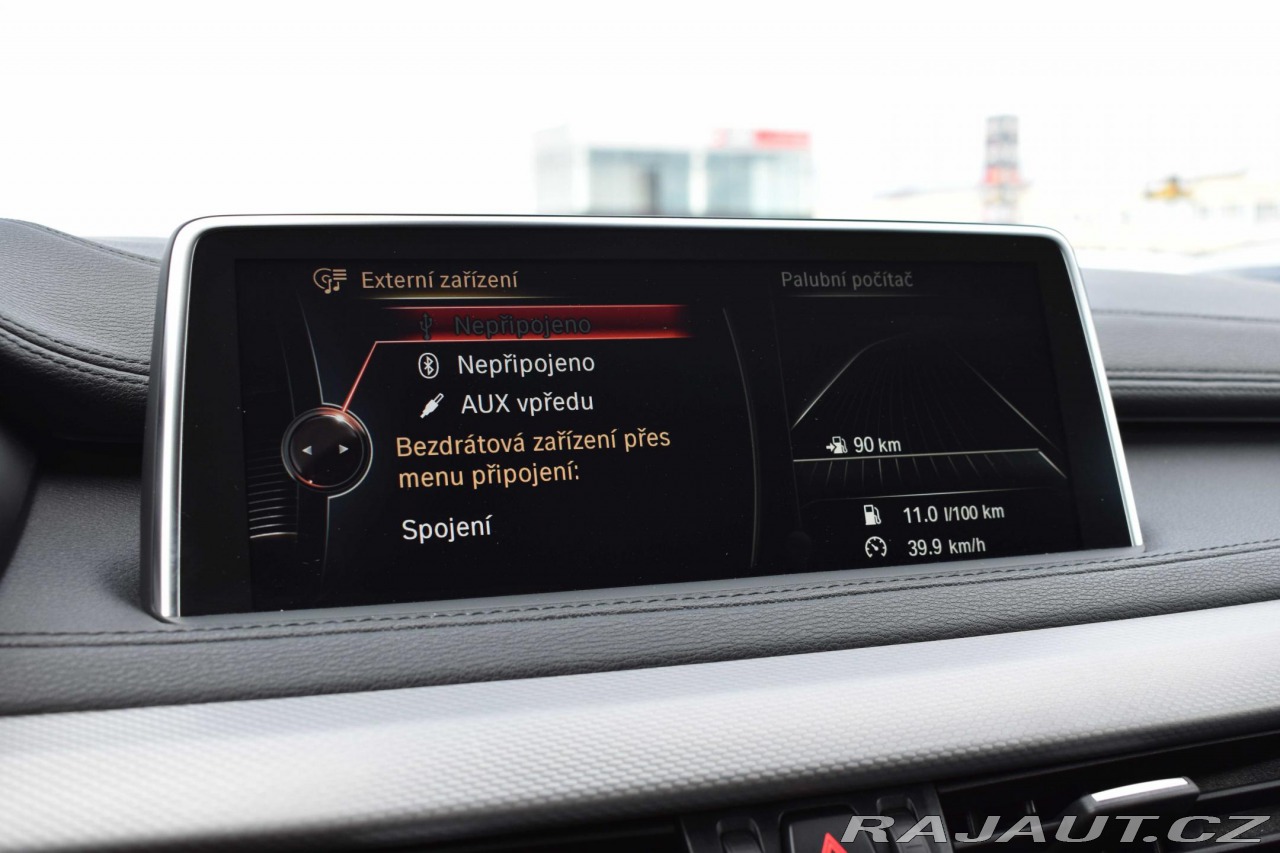 Externí zařízení
Nepřipojeno
Nepřipojeno
AUX vpředu
Bezdrátová zařízení přes
menu připojení:
Spojení
Palubní počítač
90 km
11.0 l/100 km
39.9 km/h
RAJAUT.CZ